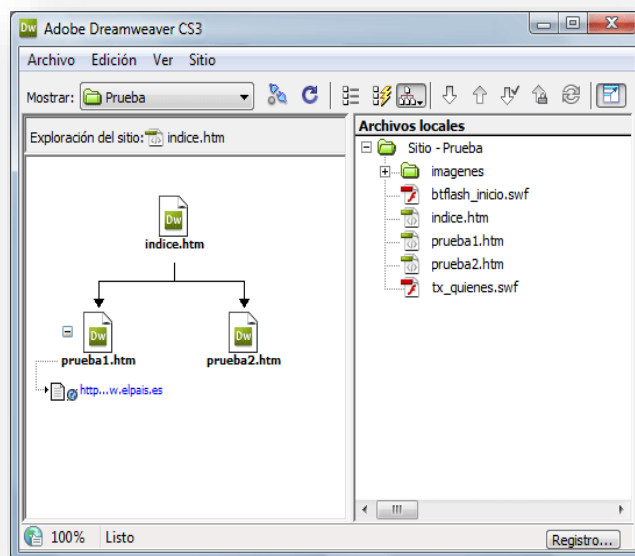 Dw Adobe Dreamweaver CS3
Archivo Edición Ver Sitio
Mostrar: Prueba
Exploración del sitio: indice.htm
Dw
indice.htm
Dw Dw
prueba1.htm prueba2.htm
http...w.elpais.es
Archivos locales
Sitio - Prueba
imagenes
btflash_inicio.swf
indice.htm
prueba1.htm
prueba2.htm
tx_quienes.swf
100% Listo
Registro...